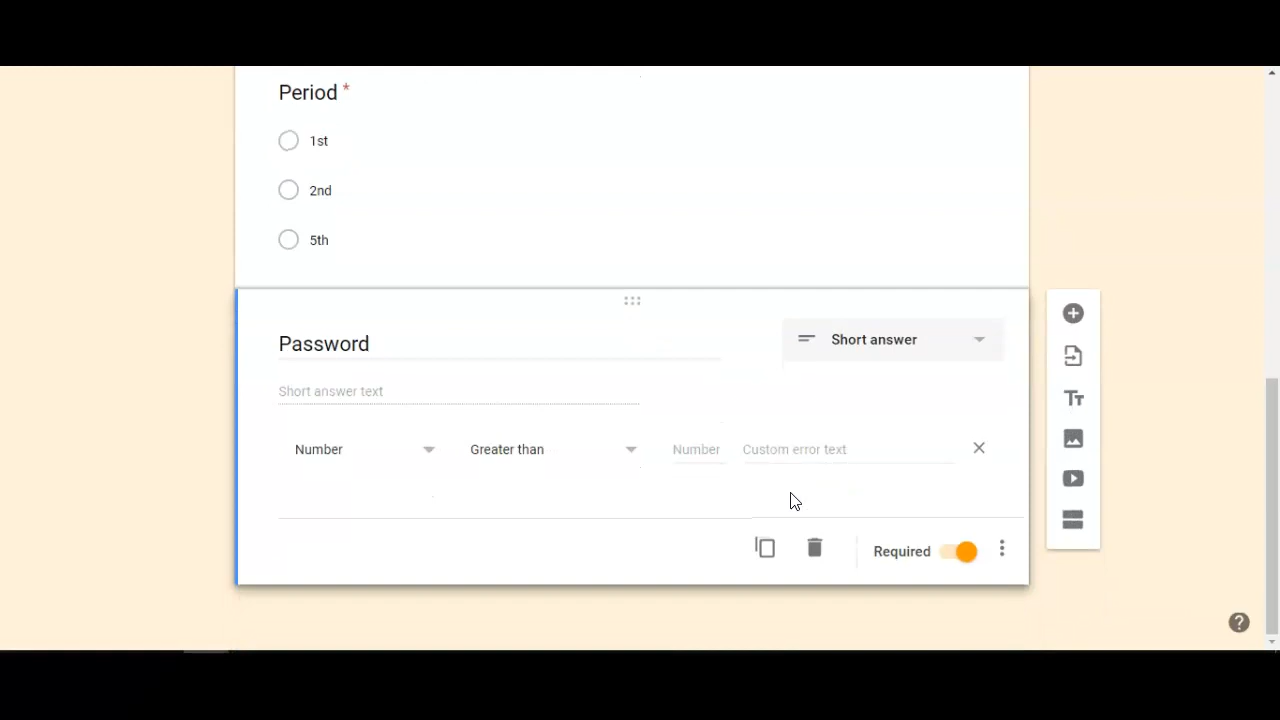 Period *
1st
2nd
5th
Password
Short answer
Short answer text
Number Greater than Number Custom error text
Required